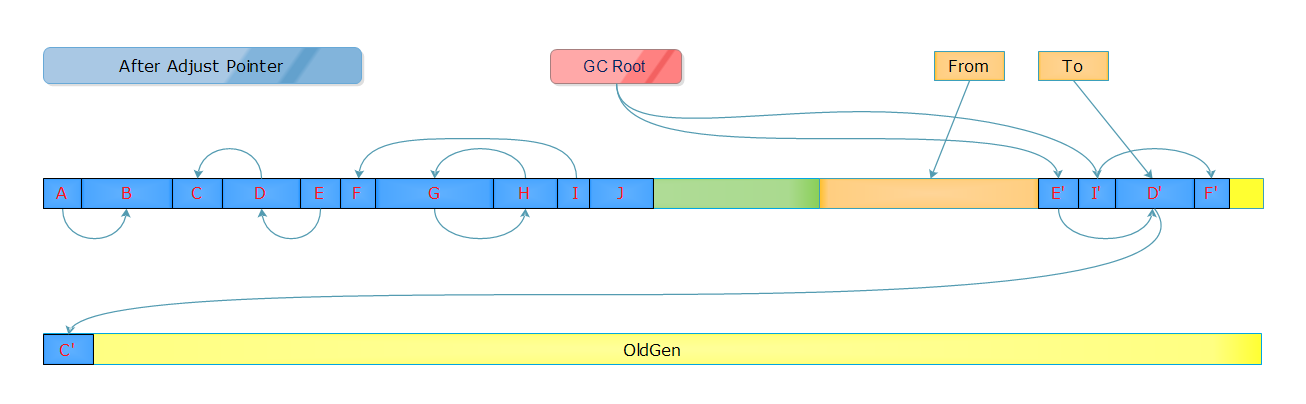 After Adjust Pointer
GC Root
From
To
A B C D E F G H I J E' I' D' F'
C' OldGen